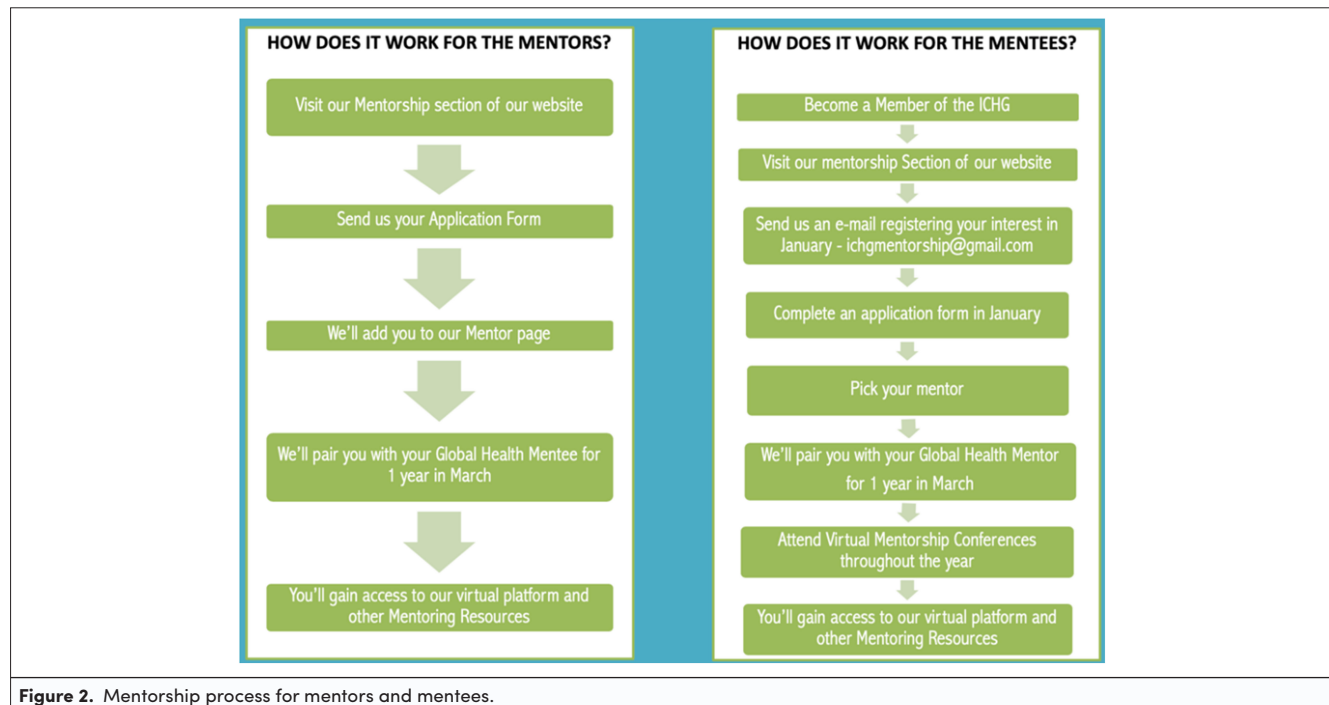 HOW DOES IT WORK FOR THE MENTORS?
Visit our Mentorship section of our website
Send us your Application Form
We'll add you to our Mentor page
We'll pair you with your Global Health Mentee for
1 year in March
You'll gain access to our virtual platform and
other Mentoring Resources
HOW DOES IT WORK FOR THE MENTEES?
Become a Member of the ICHG
Visit our mentorship Section of our website
Send us an e-mail registering your interest in
January - ichgmentorship@gmail.com
Complete an application form in January
Pick your mentor
We'll pair you with your Global Health Mentor
for 1 year in March
Attend Virtual Mentorship Conferences
throughout the year
You'll gain access to our virtual platform and
other Mentoring Resources
Figure 2. Mentorship process for mentors and mentees.